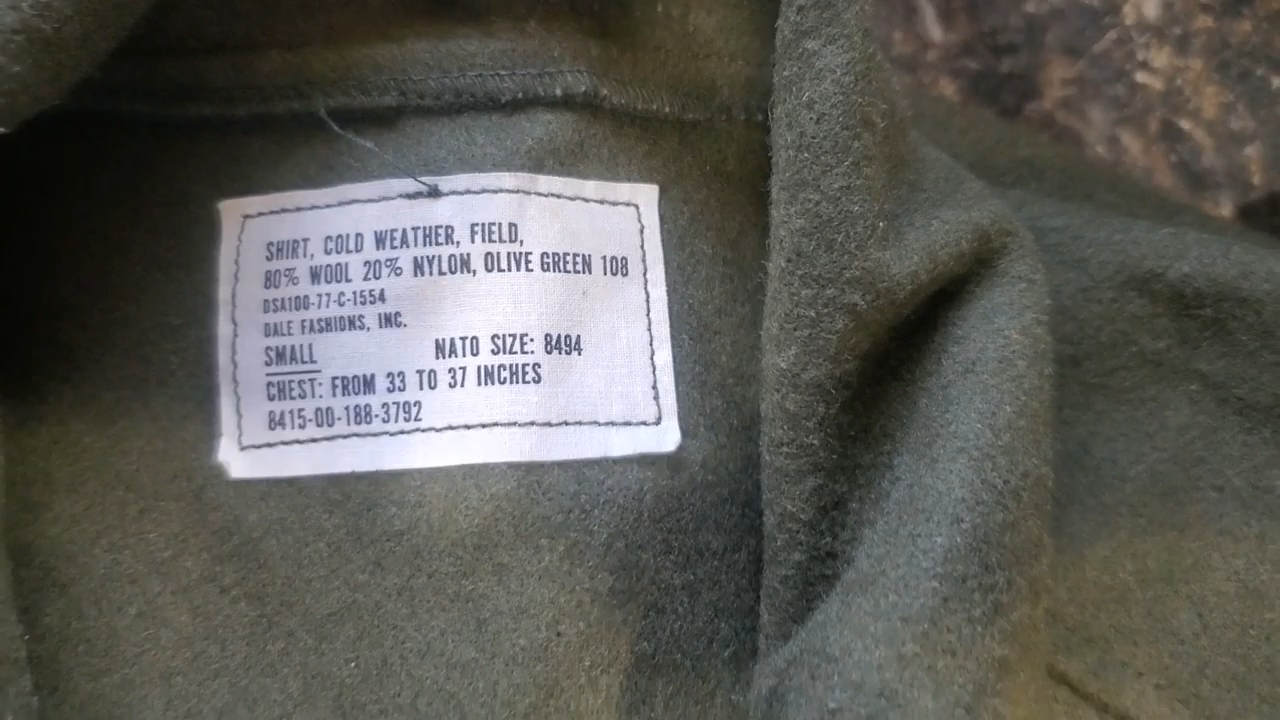 SHIRT, COLD WEATHER, FIELD,
80% WOOL 20% NYLON, OLIVE GREEN 108
DSA100-77-C-1554
DALE FASHIONS, INC.
SMALL NATO SIZE: 8494
CHEST: FROM 33 TO 37 INCHES
8415-00-188-3792